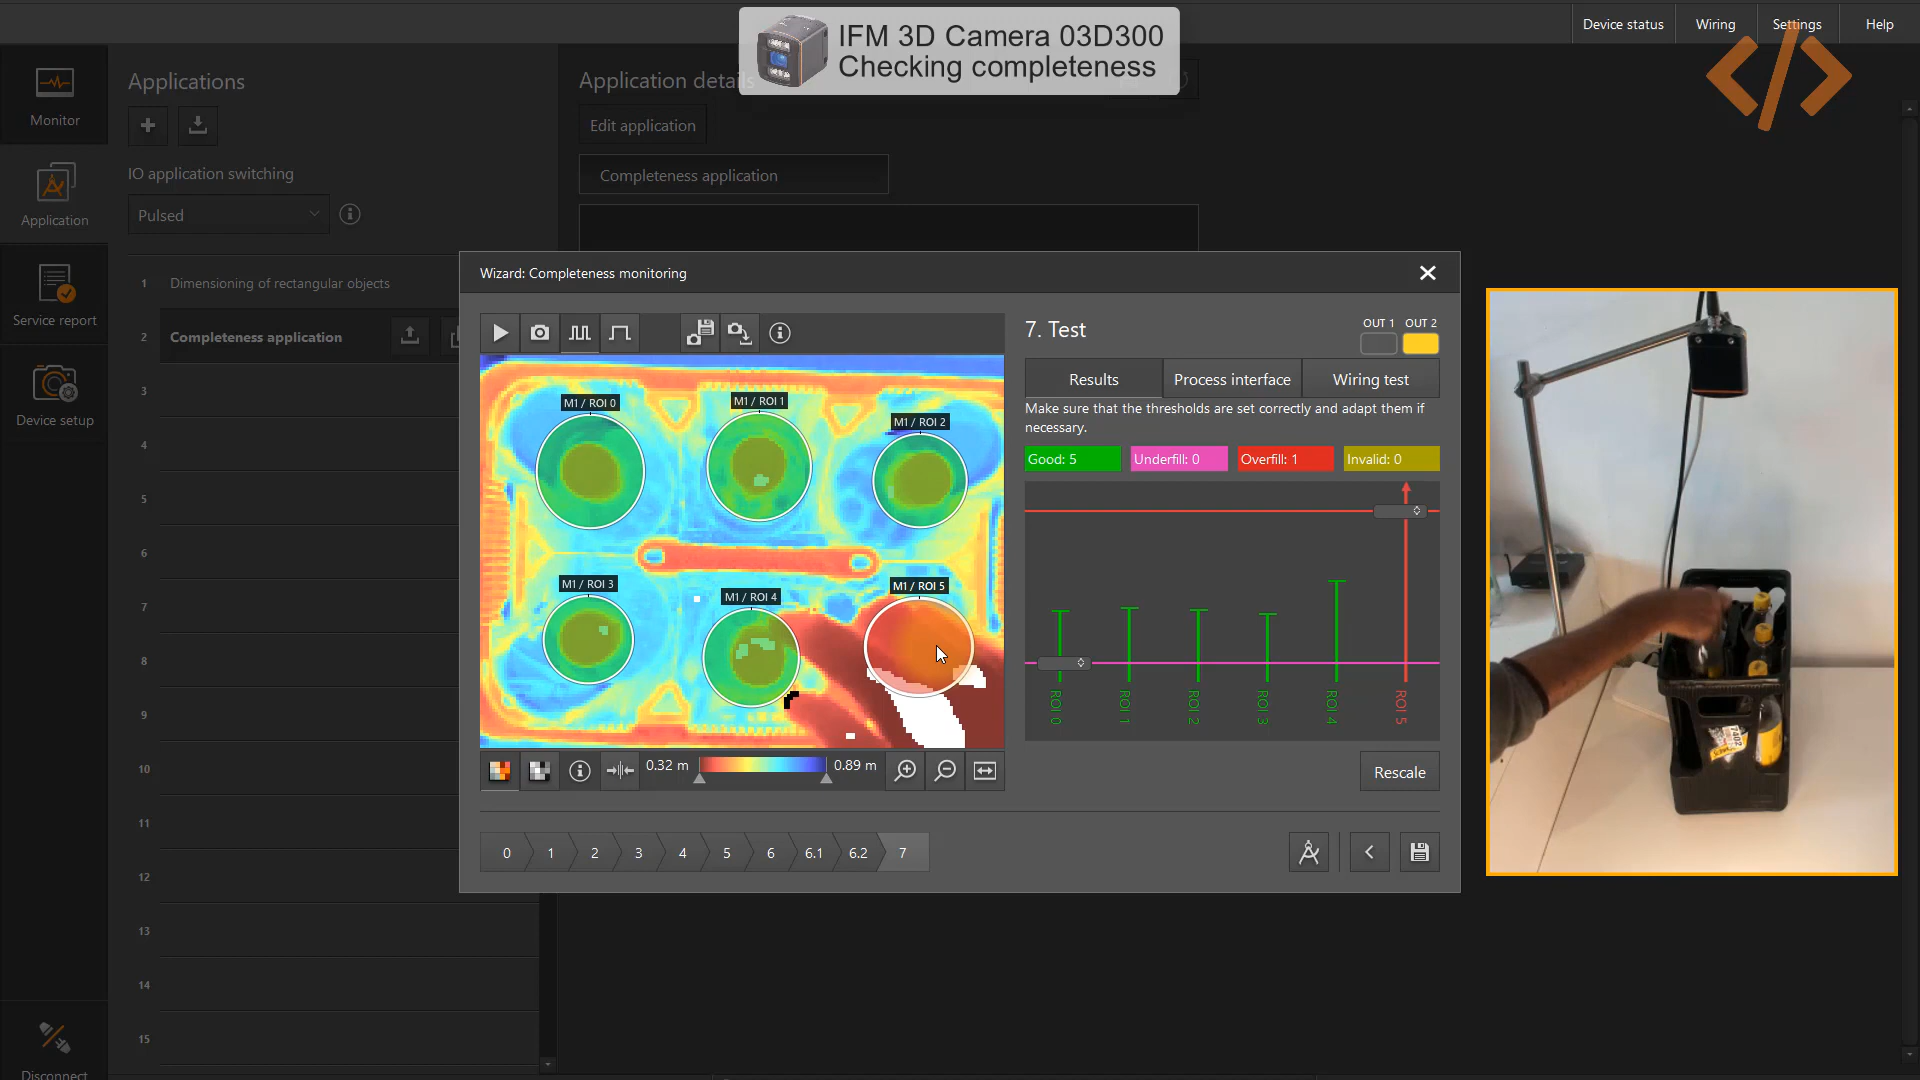 IFM 3D Camera 03D300
Checking completeness
Device status
Wiring
Settings
Help
Monitor
Application
Service report
Device setup
Disconnect
Applications
IO application switching
Pulsed
1 Dimensioning of rectangular objects
2 Completeness application
3
4
5
6
7
8
9
10
11
12
13
14
15
Application details
Edit application
Completeness application
Wizard: Completeness monitoring
M1 / ROI 0
M1 / ROI 1
M1 / ROI 2
M1 / ROI 3
M1 / ROI 4
M1 / ROI 5
0.32 m
0.89 m
7. Test
OUT 1 OUT 2
Results
Process interface
Wiring test
Make sure that the thresholds are set correctly and adapt them if
necessary.
Good: 5
Underfill: 0
Overfill: 1
Invalid: 0
ROI 0
ROI 1
ROI 2
ROI 3
ROI 4
ROI 5
Rescale
0 1 2 3 4 5 6 6.1 6.2 7